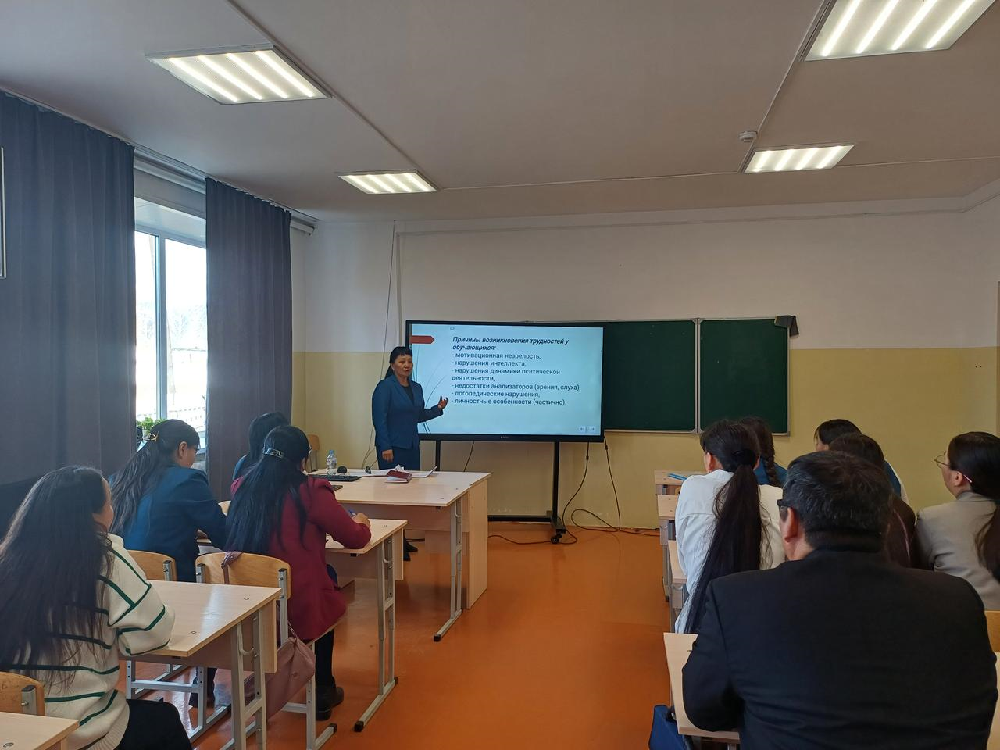 Причины возникновения трудностей у
обучающихся:
- мотивационная незрелость,
- нарушения интеллекта,
- нарушения динамики психической
деятельности,
- недостатки анализаторов (зрения, слуха),
- логопедические нарушения,
- личностные особенности (частично).